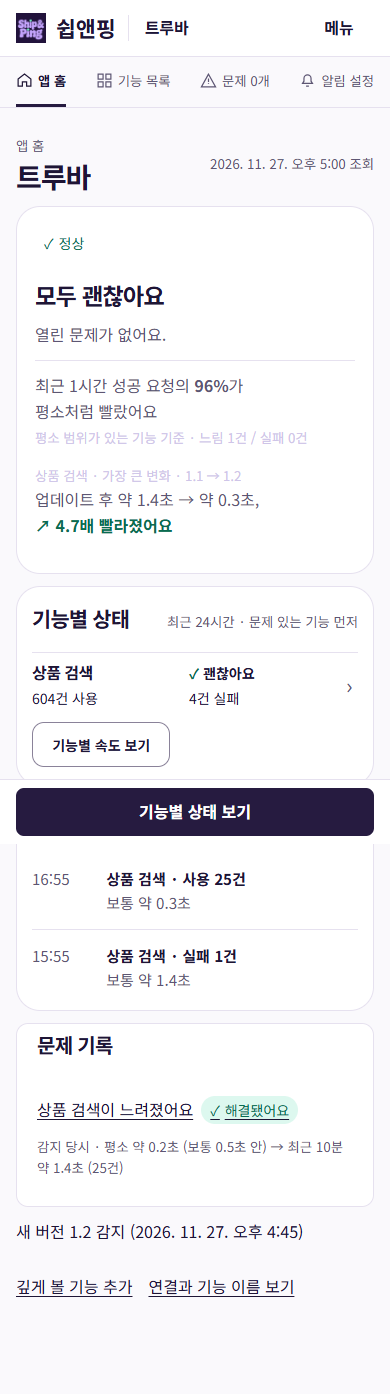 Ship& Ping
쉽앤핑
트루바
메뉴
앱 홈
기능 목록
문제 0개
알림 설정
앱 홈
트루바
2026. 11. 27. 오후 5:00 조회
✓ 정상
모두 괜찮아요
열린 문제가 없어요.
최근 1시간 성공 요청의 96%가
평소처럼 빨랐어요
평소 범위가 있는 기능 기준 · 느림 1건 / 실패 0건
상품 검색 · 가장 큰 변화 · 1.1 → 1.2
업데이트 후 약 1.4초 → 약 0.3초,
↗ 4.7배 빨라졌어요
기능별 상태
최근 24시간 · 문제 있는 기능 먼저
상품 검색
✓ 괜찮아요
604건 사용
4건 실패
›
기능별 속도 보기
기능별 상태 보기
16:55
상품 검색 · 사용 25건
보통 약 0.3초
15:55
상품 검색 · 실패 1건
보통 약 1.4초
문제 기록
상품 검색이 느려졌어요
✓ 해결됐어요
감지 당시 · 평소 약 0.2초 (보통 0.5초 안) → 최근 10분
약 1.4초 (25건)
새 버전 1.2 감지 (2026. 11. 27. 오후 4:45)
깊게 볼 기능 추가
연결과 기능 이름 보기